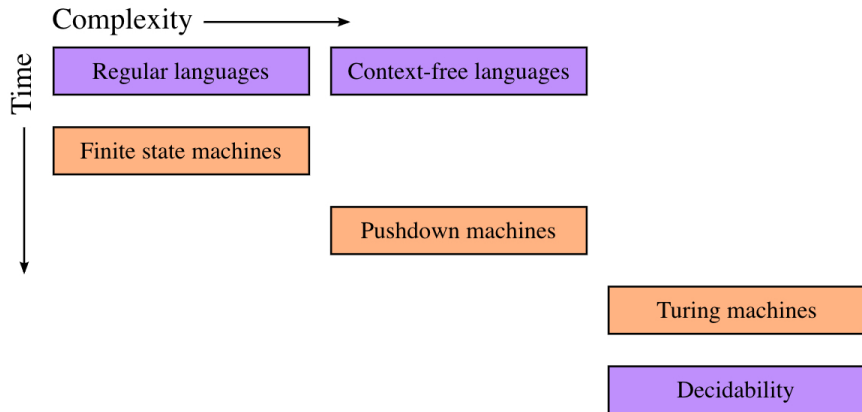 Complexity
Time
Regular languages
Context-free languages
Finite state machines
Pushdown machines
Turing machines
Decidability